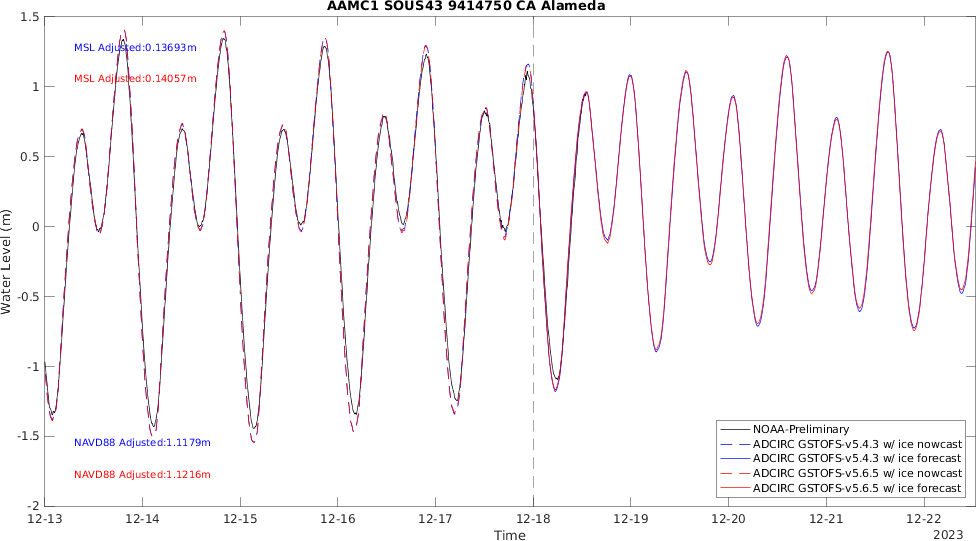 AAMC1 SOUS43 9414750 CA Alameda
1.5
MSL Adjusted:0.13693m
MSL Adjusted:0.14057m
1
0.5
0
Water Level (m)
-0.5
-1
-1.5
NAVD88 Adjusted:1.1179m
NAVD88 Adjusted:1.1216m
-2
NOAA-Preliminary
ADCIRC GSTOFS-v5.4.3 w/ ice nowcast
ADCIRC GSTOFS-v5.4.3 w/ ice forecast
ADCIRC GSTOFS-v5.6.5 w/ ice nowcast
ADCIRC GSTOFS-v5.6.5 w/ ice forecast
12-13 12-14 12-15 12-16 12-17 12-18 12-19 12-20 12-21 12-22
Time
2023